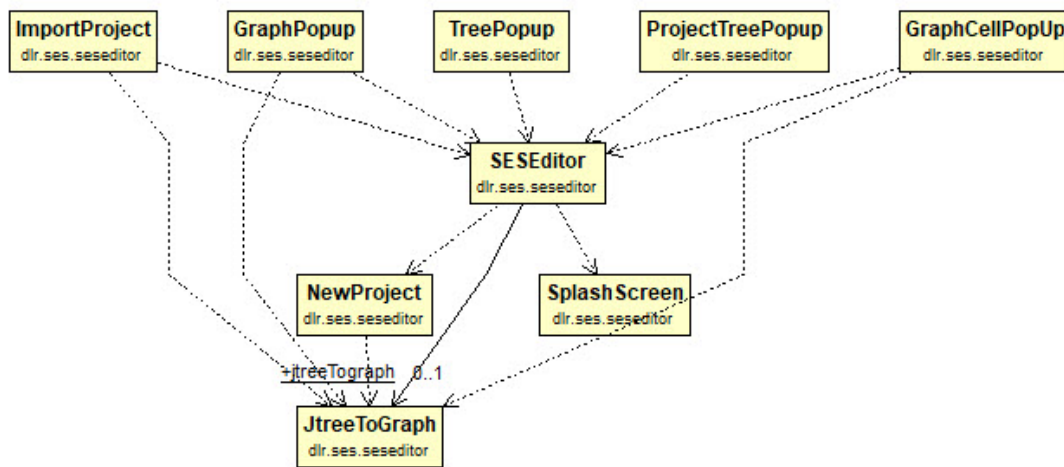 ImportProject
dlr.ses.seseditor
GraphPopup
dlr.ses.seseditor
TreePopup
dlr.ses.seseditor
ProjectTreePopup
dlr.ses.seseditor
GraphCellPopUp
dlr.ses.seseditor
SESEditor
dlr.ses.seseditor
NewProject
dlr.ses.seseditor
SplashScreen
dlr.ses.seseditor
+jtreeTograph 0..1
JtreeToGraph
dlr.ses.seseditor